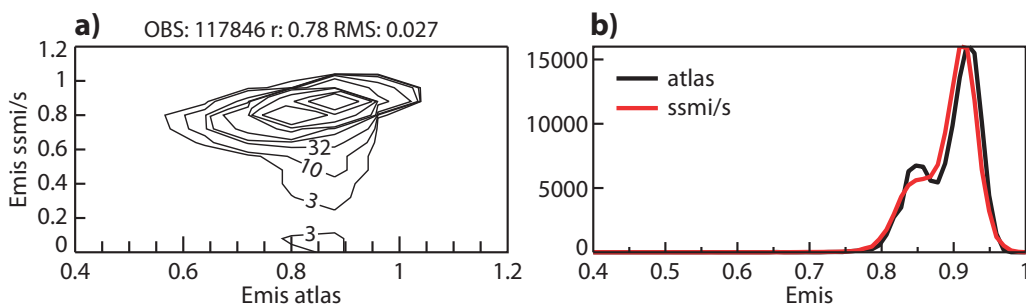 a) OBS: 117846 r: 0.78 RMS: 0.027
1.2
1
0.8
0.6
0.4
0.2
0
Emis ssmi/s
32
10
3
3
0.4 0.6 0.8 1 1.2
Emis atlas
b)
15000
10000
5000
0
atlas
ssmi/s
0.4 0.5 0.6 0.7 0.8 0.9 1
Emis